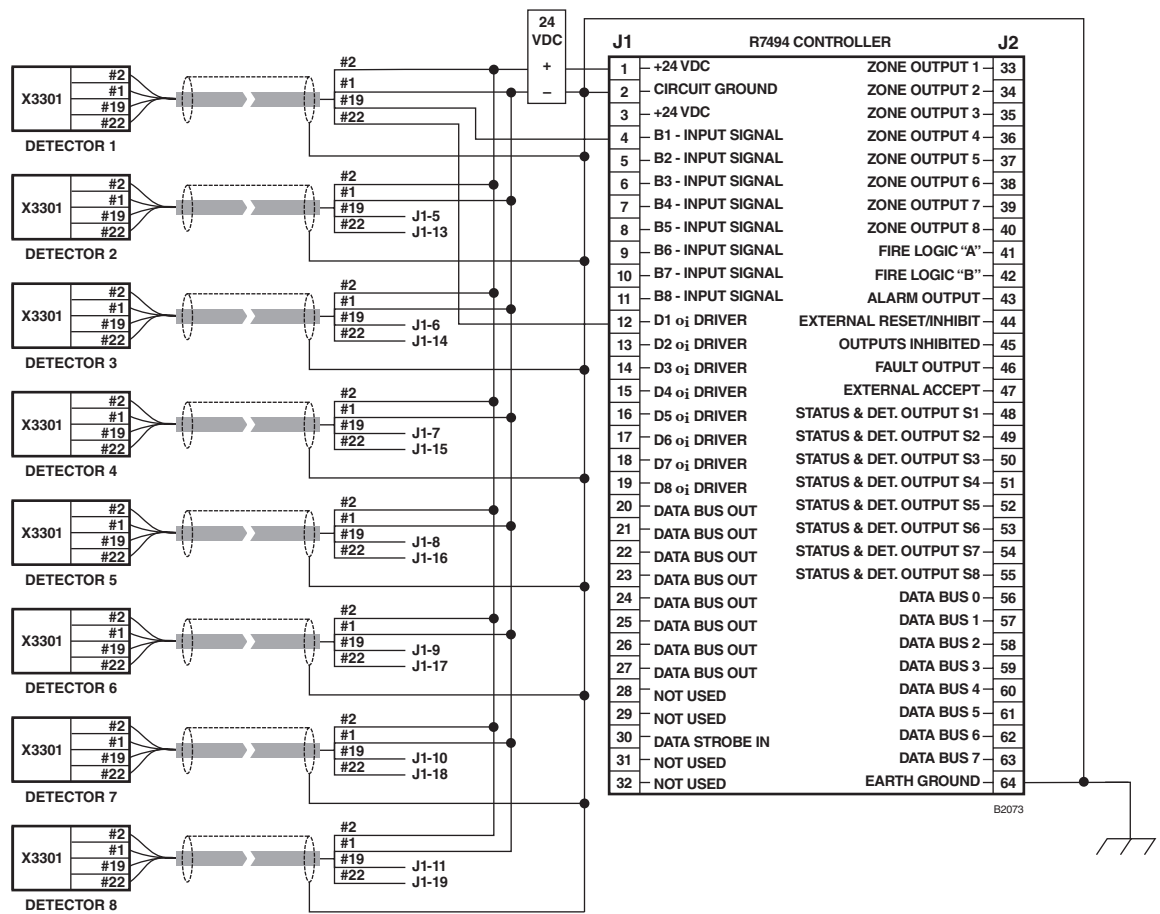 24
VDC
+
–
X3301
#2
#1
#19
#22
DETECTOR 1
#2
#1
#19
#22
X3301
#2
#1
#19
#22
DETECTOR 2
#2
#1
#19
#22
J1-5
J1-13
X3301
#2
#1
#19
#22
DETECTOR 3
#2
#1
#19
#22
J1-6
J1-14
X3301
#2
#1
#19
#22
DETECTOR 4
#2
#1
#19
#22
J1-7
J1-15
X3301
#2
#1
#19
#22
DETECTOR 5
#2
#1
#19
#22
J1-8
J1-16
X3301
#2
#1
#19
#22
DETECTOR 6
#2
#1
#19
#22
J1-9
J1-17
X3301
#2
#1
#19
#22
DETECTOR 7
#2
#1
#19
#22
J1-10
J1-18
X3301
#2
#1
#19
#22
DETECTOR 8
#2
#1
#19
#22
J1-11
J1-19
J1 R7494 CONTROLLER J2
1 +24 VDC ZONE OUTPUT 1 33
2 CIRCUIT GROUND ZONE OUTPUT 2 34
3 +24 VDC ZONE OUTPUT 3 35
4 B1 - INPUT SIGNAL ZONE OUTPUT 4 36
5 B2 - INPUT SIGNAL ZONE OUTPUT 5 37
6 B3 - INPUT SIGNAL ZONE OUTPUT 6 38
7 B4 - INPUT SIGNAL ZONE OUTPUT 7 39
8 B5 - INPUT SIGNAL ZONE OUTPUT 8 40
9 B6 - INPUT SIGNAL FIRE LOGIC “A” 41
10 B7 - INPUT SIGNAL FIRE LOGIC “B” 42
11 B8 - INPUT SIGNAL ALARM OUTPUT 43
12 D1 oi DRIVER EXTERNAL RESET/INHIBIT 44
13 D2 oi DRIVER OUTPUTS INHIBITED 45
14 D3 oi DRIVER FAULT OUTPUT 46
15 D4 oi DRIVER EXTERNAL ACCEPT 47
16 D5 oi DRIVER STATUS & DET. OUTPUT S1 48
17 D6 oi DRIVER STATUS & DET. OUTPUT S2 49
18 D7 oi DRIVER STATUS & DET. OUTPUT S3 50
19 D8 oi DRIVER STATUS & DET. OUTPUT S4 51
20 DATA BUS OUT STATUS & DET. OUTPUT S5 52
21 DATA BUS OUT STATUS & DET. OUTPUT S6 53
22 DATA BUS OUT STATUS & DET. OUTPUT S7 54
23 DATA BUS OUT STATUS & DET. OUTPUT S8 55
24 DATA BUS OUT DATA BUS 0 56
25 DATA BUS OUT DATA BUS 1 57
26 DATA BUS OUT DATA BUS 2 58
27 DATA BUS OUT DATA BUS 3 59
28 NOT USED DATA BUS 4 60
29 NOT USED DATA BUS 5 61
30 DATA STROBE IN DATA BUS 6 62
31 NOT USED DATA BUS 7 63
32 NOT USED EARTH GROUND 64
B2073